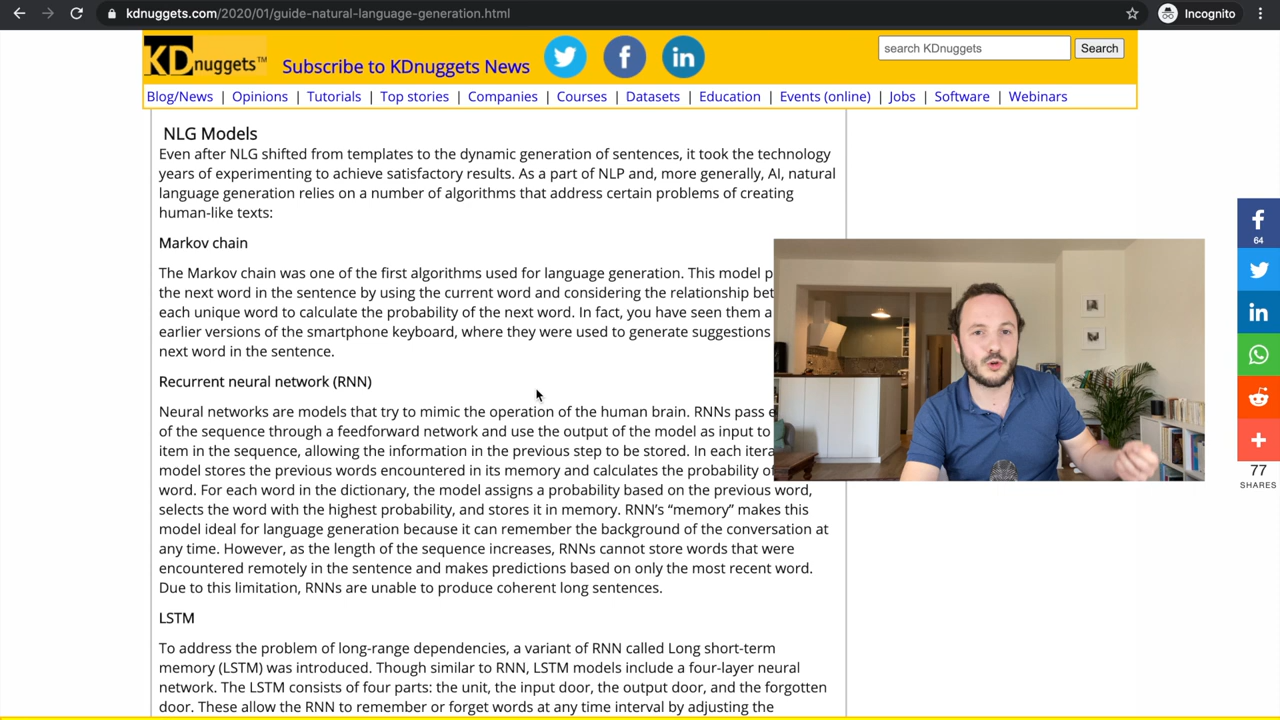 kdnuggets.com/2020/01/guide-natural-language-generation.html
Incognito
KDnuggets™
Subscribe to KDnuggets News
search KDnuggets
Search
Blog/News | Opinions | Tutorials | Top stories | Companies | Courses | Datasets | Education | Events (online) | Jobs | Software | Webinars
NLG Models
Even after NLG shifted from templates to the dynamic generation of sentences, it took the technology
years of experimenting to achieve satisfactory results. As a part of NLP and, more generally, AI, natural
language generation relies on a number of algorithms that address certain problems of creating
human-like texts:
Markov chain
The Markov chain was one of the first algorithms used for language generation. This model p
the next word in the sentence by using the current word and considering the relationship bet
each unique word to calculate the probability of the next word. In fact, you have seen them a
earlier versions of the smartphone keyboard, where they were used to generate suggestions
next word in the sentence.
Recurrent neural network (RNN)
Neural networks are models that try to mimic the operation of the human brain. RNNs pass e
of the sequence through a feedforward network and use the output of the model as input to
item in the sequence, allowing the information in the previous step to be stored. In each itera
model stores the previous words encountered in its memory and calculates the probability of
word. For each word in the dictionary, the model assigns a probability based on the previous word,
selects the word with the highest probability, and stores it in memory. RNN's “memory” makes this
model ideal for language generation because it can remember the background of the conversation at
any time. However, as the length of the sequence increases, RNNs cannot store words that were
encountered remotely in the sentence and makes predictions based on only the most recent word.
Due to this limitation, RNNs are unable to produce coherent long sentences.
LSTM
To address the problem of long-range dependencies, a variant of RNN called Long short-term
memory (LSTM) was introduced. Though similar to RNN, LSTM models include a four-layer neural
network. The LSTM consists of four parts: the unit, the input door, the output door, and the forgotten
door. These allow the RNN to remember or forget words at any time interval by adjusting the
64
77
SHARES